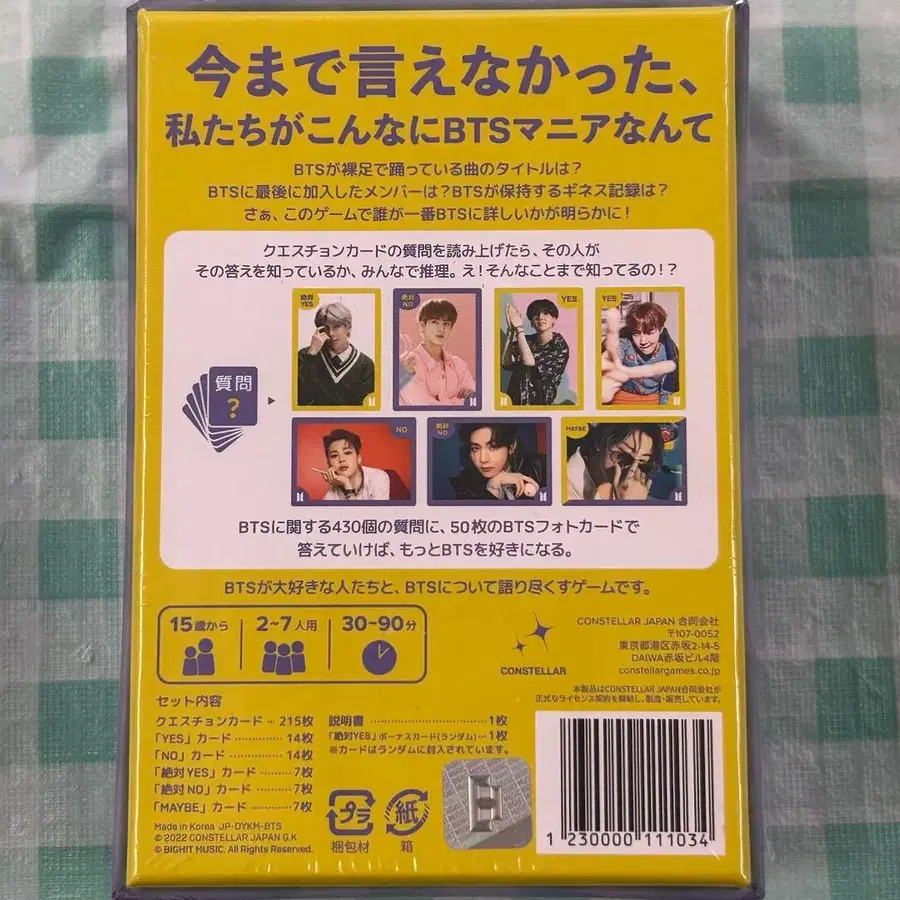 今まで言えなかった、
私たちがこんなにBTSマニアなんて
BTSが裸足で踊っている曲のタイトルは？
BTSに最後に加入したメンバーは？BTSが保持するギネス記録は？
さぁ、このゲームで誰が一番BTSに詳しいかが明らかに！
クエスチョンカードの質問を読み上げたら、その人が
その答えを知っているか、みんなで推理。え！そんなことまで知ってるの！？
絶対
YES
絶対
NO
YES
YES
質問
?
NO
絶対
NO
MAYBE
BTSに関する430個の質問に、50枚のBTSフォトカードで
答えていけば、もっとBTSを好きになる。
BTSが大好きな人たちと、BTSについて語り尽くすゲームです。
15歳から
2~7人用
30~90分
CONSTELLAR
CONSTELLAR JAPAN 合同会社
〒107-0052
東京都港区赤坂2-14-5
DAIWA赤坂ビル4階
constellargames.co.jp
本製品はCONSTELLAR JAPAN合同会社が
正式なライセンス契約を締結し、製造・販売しています。
セット内容
クエスチョンカード ··· 215枚
「YES」カード ············ 14枚
「NO」カード ············· 14枚
「絶対YES」カード ········ 7枚
「絶対NO」カード ········· 7枚
「MAYBE」カード ········· 7枚
説明書 ························ 1枚
「絶対YES」ボーナスカード(ランダム) ··· 1枚
※カードはランダムに封入されています。
Made in Korea JP-DYKM-BTS
© 2022 CONSTELLAR JAPAN G.K
© BIGHIT MUSIC. All Rights Reserved.
プラ
梱包材
紙
箱
1 230000 111034